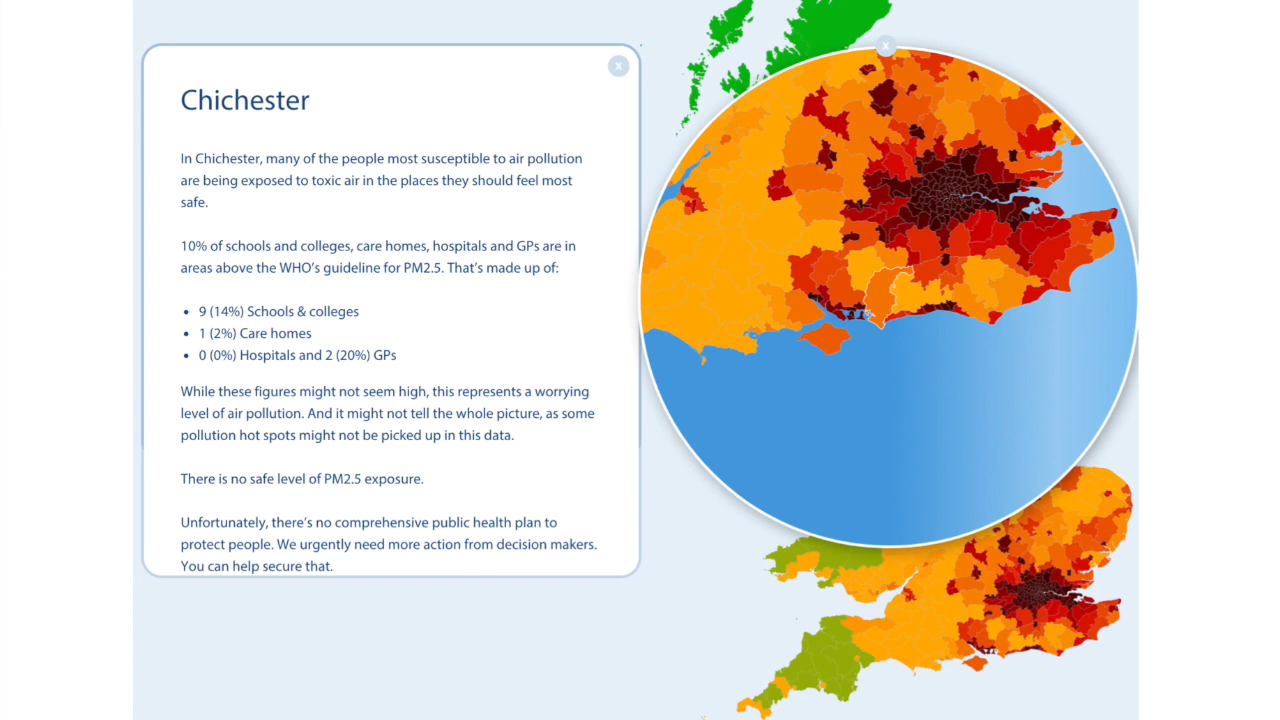 x
x
Chichester
In Chichester, many of the people most susceptible to air pollution
are being exposed to toxic air in the places they should feel most
safe.
10% of schools and colleges, care homes, hospitals and GPs are in
areas above the WHO's guideline for PM2.5. That's made up of:
• 9 (14%) Schools & colleges
• 1 (2%) Care homes
• 0 (0%) Hospitals and 2 (20%) GPs
While these figures might not seem high, this represents a worrying
level of air pollution. And it might not tell the whole picture, as some
pollution hot spots might not be picked up in this data.
There is no safe level of PM2.5 exposure.
Unfortunately, there's no comprehensive public health plan to
protect people. We urgently need more action from decision makers.
You can help secure that.